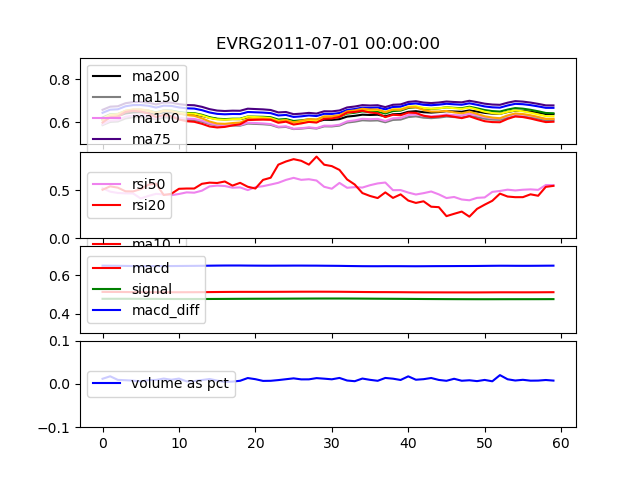 EVRG2011-07-01 00:00:00
0.8
0.6
ma200
ma150
ma100
ma75
0.5
0.0
rsi50
rsi20
ma10
0.6
0.4
macd
signal
macd_diff
0.1
0.0
−0.1
volume as pct
0 10 20 30 40 50 60